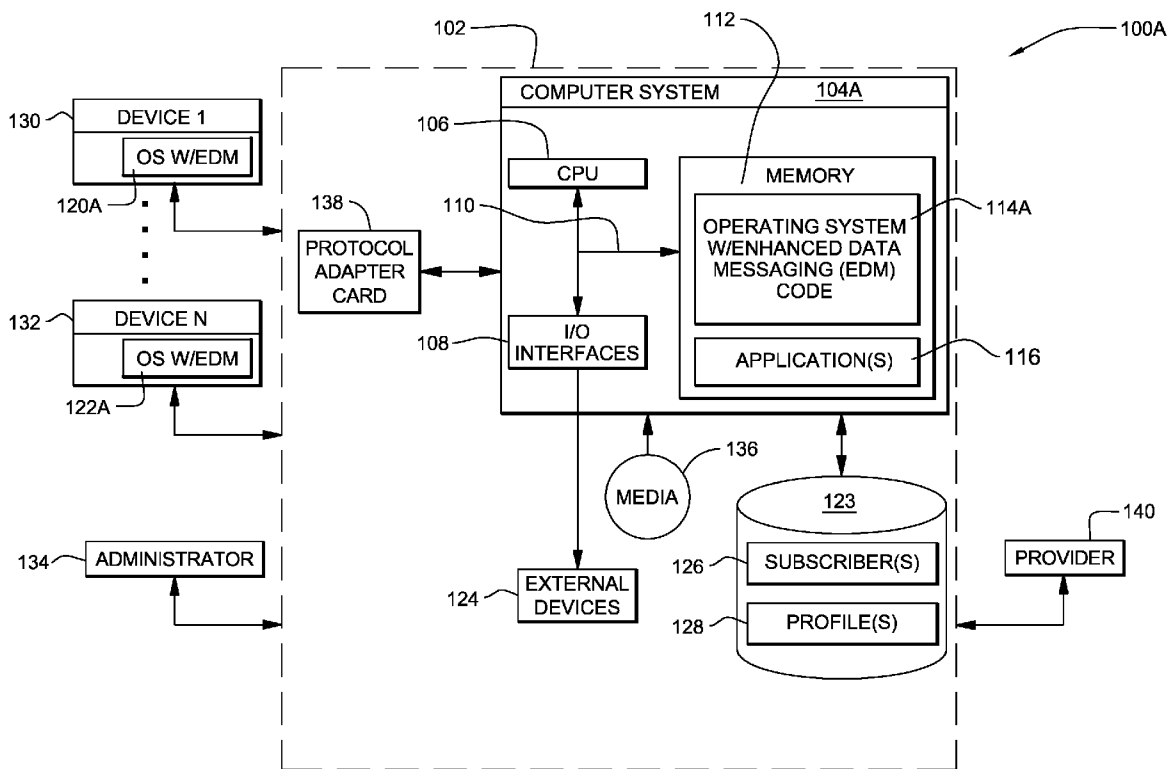 100A
102
112
COMPUTER SYSTEM 104A
130
DEVICE 1
OS W/EDM
120A
106
CPU
MEMORY
110
OPERATING SYSTEM
W/ENHANCED DATA
MESSAGING (EDM)
CODE
114A
138
PROTOCOL
ADAPTER
CARD
132
DEVICE N
OS W/EDM
122A
108
I/O
INTERFACES
APPLICATION(S)
116
136
MEDIA
123
140
134
ADMINISTRATOR
126
SUBSCRIBER(S)
PROVIDER
124
EXTERNAL
DEVICES
128
PROFILE(S)